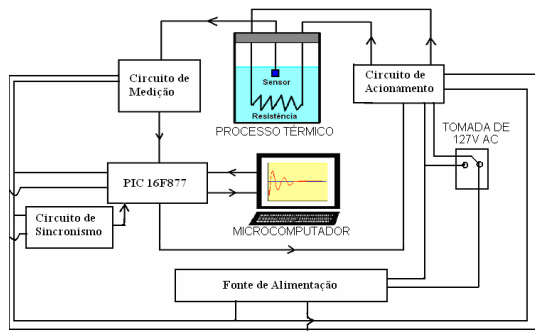 Circuito de
Medição
Sensor
Resistência
PROCESSO TÉRMICO
Circuito de
Acionamento
TOMADA DE
127V AC
PIC 16F877
MICROCOMPUTADOR
Circuito de
Sincronismo
Fonte de Alimentação